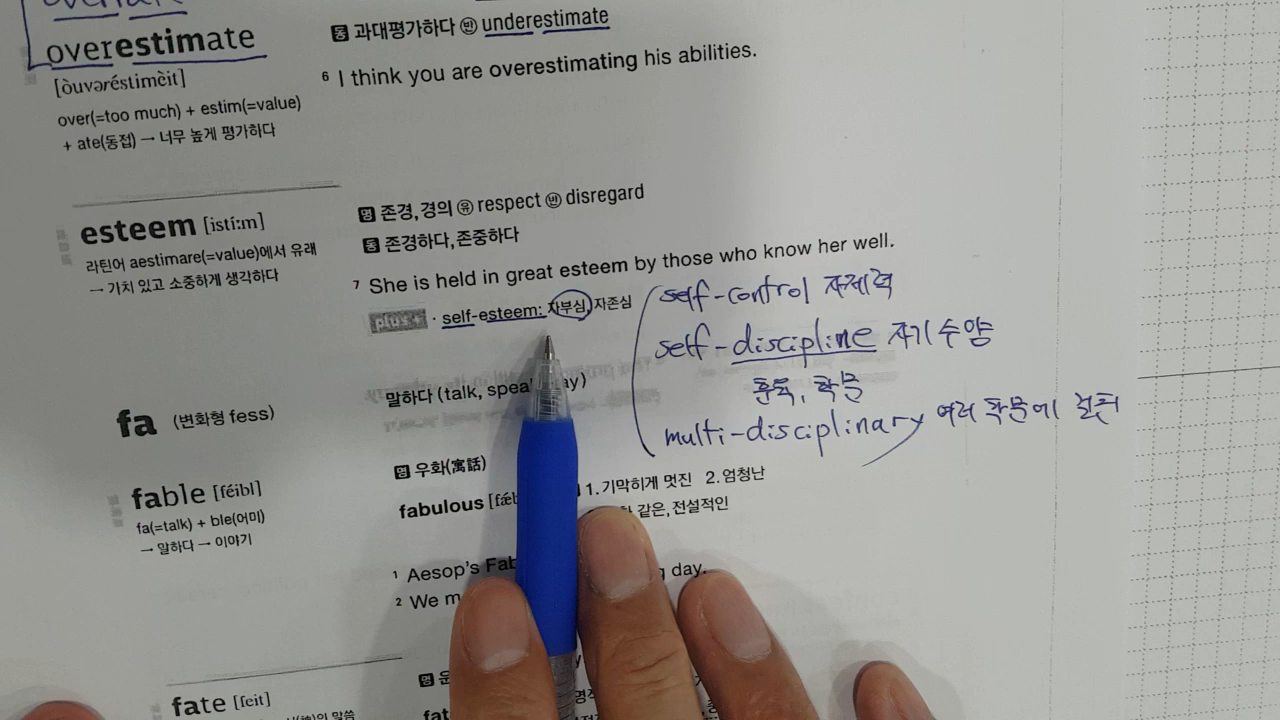 overestimate
[òuvəréstimèit]
over(=too much) + estim(=value)
+ ate(동접) → 너무 높게 평가하다
동 과대평가하다 반 underestimate
6 I think you are overestimating his abilities.
esteem [istíːm]
라틴어 aestimare(=value)에서 유래
→ 가치 있고 소중하게 생각하다
명 존경, 경의 유 respect 반 disregard
동 존경하다, 존중하다
7 She is held in great esteem by those who know her well.
plus+ · self-esteem: 자부심, 자존심
self-control 자제력
self-discipline 자기수양
훈육, 학문
multi-disciplinary 여러 학문에 걸친
fa (변화형 fess)
말하다 (talk,
fable [féibl]
fa(=talk) + ble(어미)
→ 말하다 → 이야기
명 우화(寓話)
fabulous 1.기막히게 멋진 2.엄청난
같은, 전설적인
1 Aesop's
day.
2 We
fate [feit]